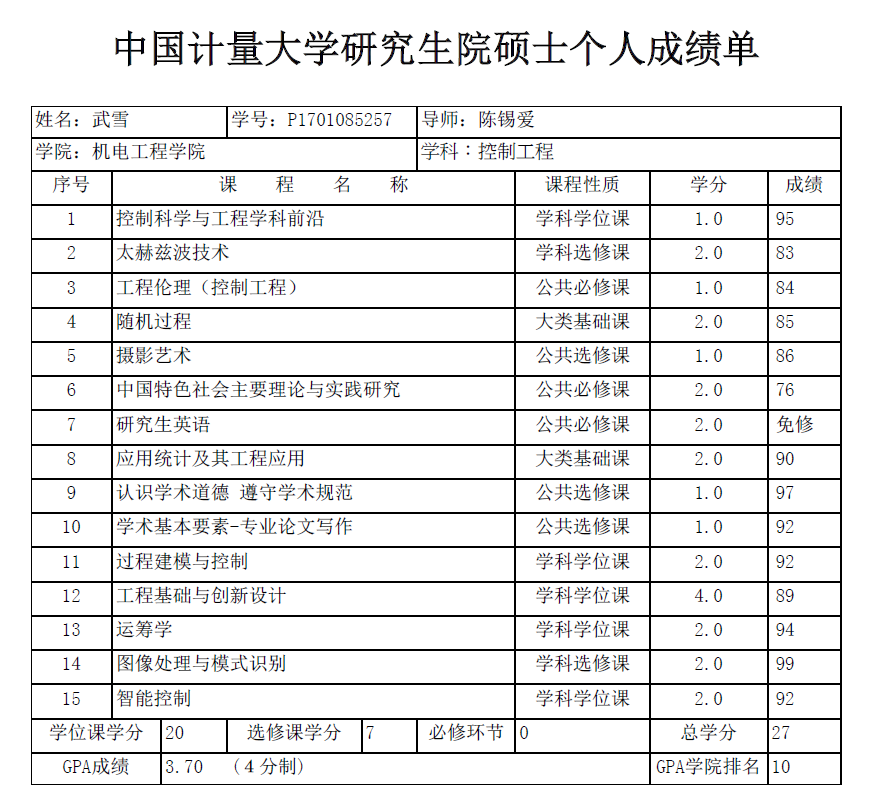 中国计量大学研究生院硕士个人成绩单
姓名：武雪 学号：P1701085257 导师：陈锡爱
学院：机电工程学院 学科：控制工程
序号 课 程 名 称 课程性质 学分 成绩
1 控制科学与工程学科前沿 学科学位课 1.0 95
2 太赫兹波技术 学科选修课 2.0 83
3 工程伦理（控制工程） 公共必修课 1.0 84
4 随机过程 大类基础课 2.0 85
5 摄影艺术 公共选修课 1.0 86
6 中国特色社会主要理论与实践研究 公共必修课 2.0 76
7 研究生英语 公共必修课 2.0 免修
8 应用统计及其工程应用 大类基础课 2.0 90
9 认识学术道德 遵守学术规范 公共选修课 1.0 97
10 学术基本要素-专业论文写作 公共选修课 1.0 92
11 过程建模与控制 学科学位课 2.0 92
12 工程基础与创新设计 学科学位课 4.0 89
13 运筹学 学科学位课 2.0 94
14 图像处理与模式识别 学科选修课 2.0 99
15 智能控制 学科学位课 2.0 92
学位课学分 20 选修课学分 7 必修环节 0 总学分 27
GPA成绩 3.70 （4分制） GPA学院排名 10